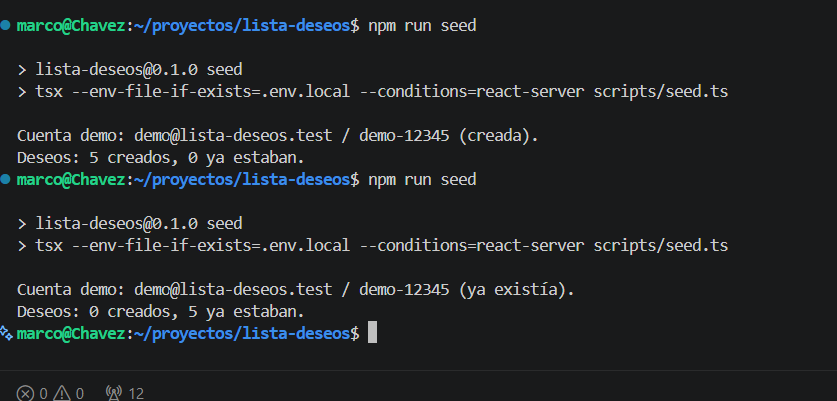 marco@Chavez:~/proyectos/lista-deseos$ npm run seed
> lista-deseos@0.1.0 seed
> tsx --env-file-if-exists=.env.local --conditions=react-server scripts/seed.ts
Cuenta demo: demo@lista-deseos.test / demo-12345 (creada).
Deseos: 5 creados, 0 ya estaban.
marco@Chavez:~/proyectos/lista-deseos$ npm run seed
> lista-deseos@0.1.0 seed
> tsx --env-file-if-exists=.env.local --conditions=react-server scripts/seed.ts
Cuenta demo: demo@lista-deseos.test / demo-12345 (ya existía).
Deseos: 0 creados, 5 ya estaban.
marco@Chavez:~/proyectos/lista-deseos$
0 0 12